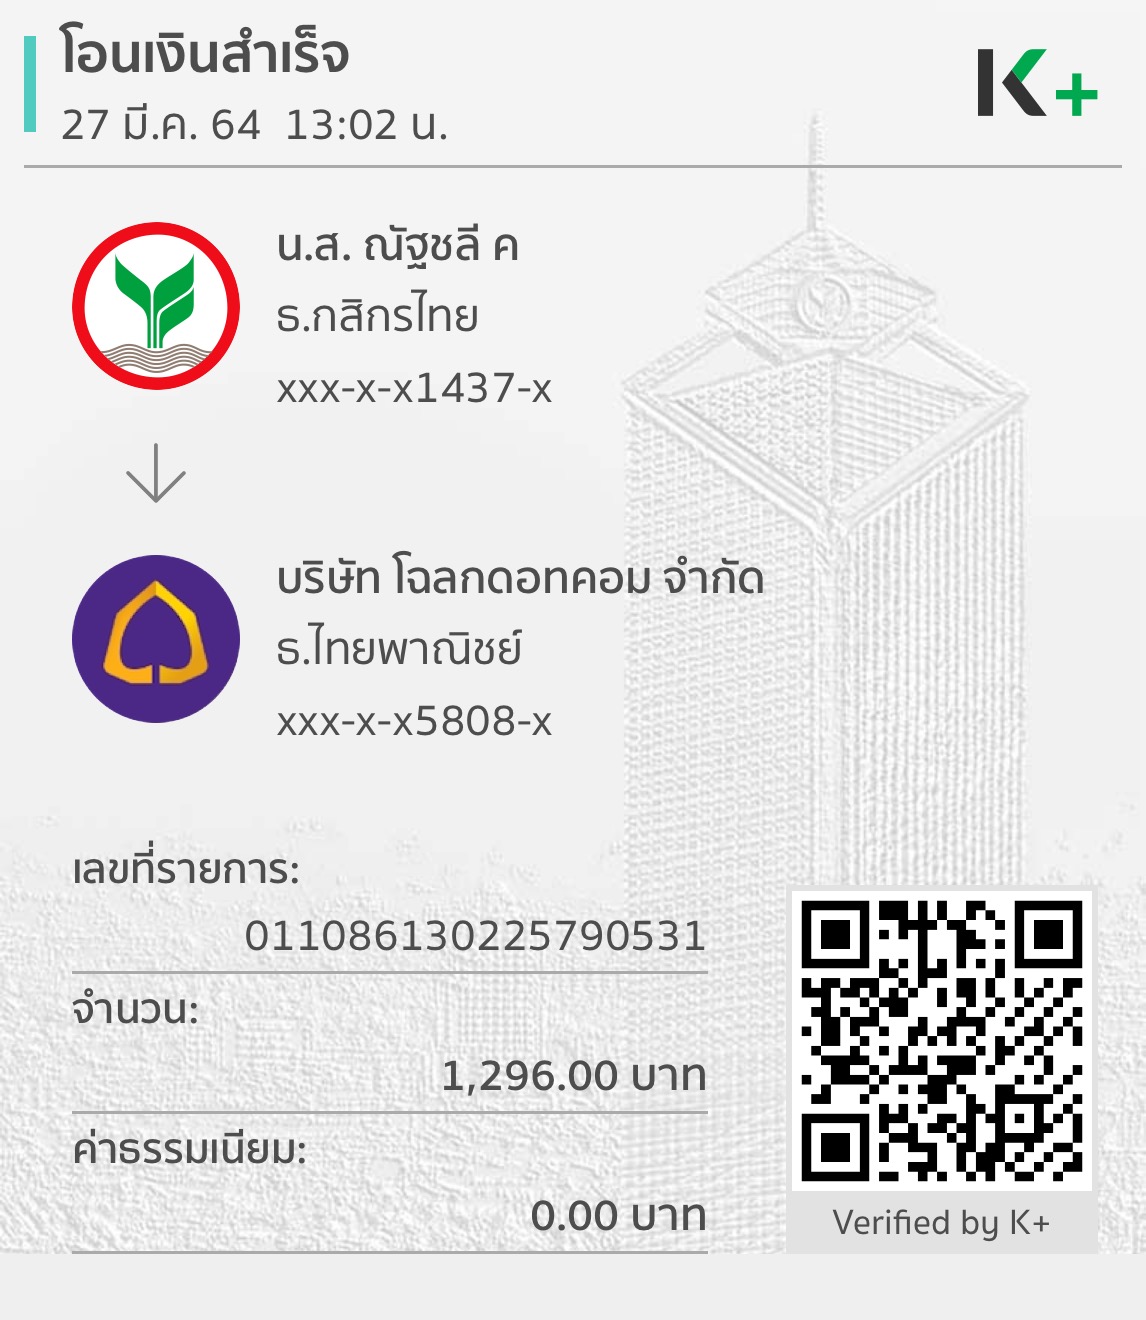 โอนเงินสำเร็จ
27 มี.ค. 64 13:02 น.
K+
น.ส. ณัฐชลี ค
ธ.กสิกรไทย
xxx-x-x1437-x
บริษัท โฉลกดอทคอม จำกัด
ธ.ไทยพาณิชย์
xxx-x-x5808-x
เลขที่รายการ:
011086130225790531
จำนวน:
1,296.00 บาท
ค่าธรรมเนียม:
0.00 บาท
Verified by K+